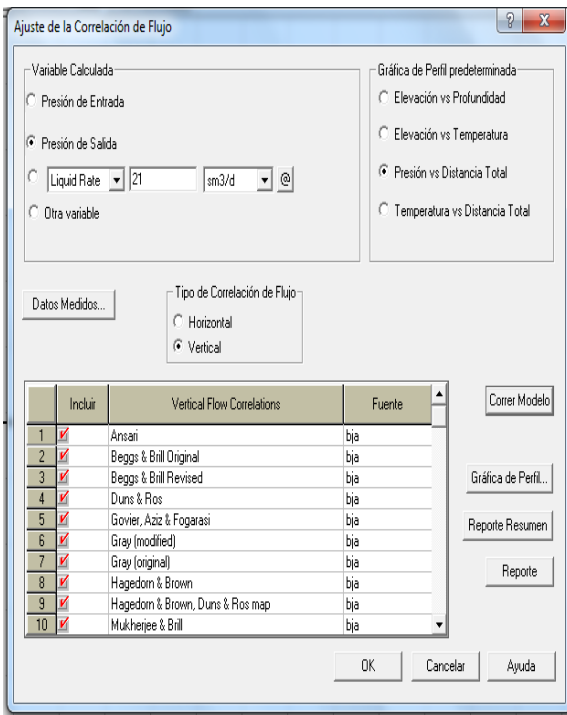 Ajuste de la Correlación de Flujo
Variable Calculada
Presión de Entrada
Presión de Salida
Liquid Rate 21 sm3/d @
Otra variable
Gráfica de Perfil predeterminada
Elevación vs Profundidad
Elevación vs Temperatura
Presión vs Distancia Total
Temperatura vs Distancia Total
Datos Medidos...
Tipo de Correlación de Flujo
Horizontal
Vertical
Incluir Vertical Flow Correlations Fuente
1 Ansari bja
2 Beggs & Brill Original bja
3 Beggs & Brill Revised bja
4 Duns & Ros bja
5 Govier, Aziz & Fogarasi bja
6 Gray (modified) bja
7 Gray (original) bja
8 Hagedorn & Brown bja
9 Hagedorn & Brown, Duns & Ros map bja
10 Mukherjee & Brill bja
Correr Modelo
Gráfica de Perfil...
Reporte Resumen
Reporte
OK Cancelar Ayuda